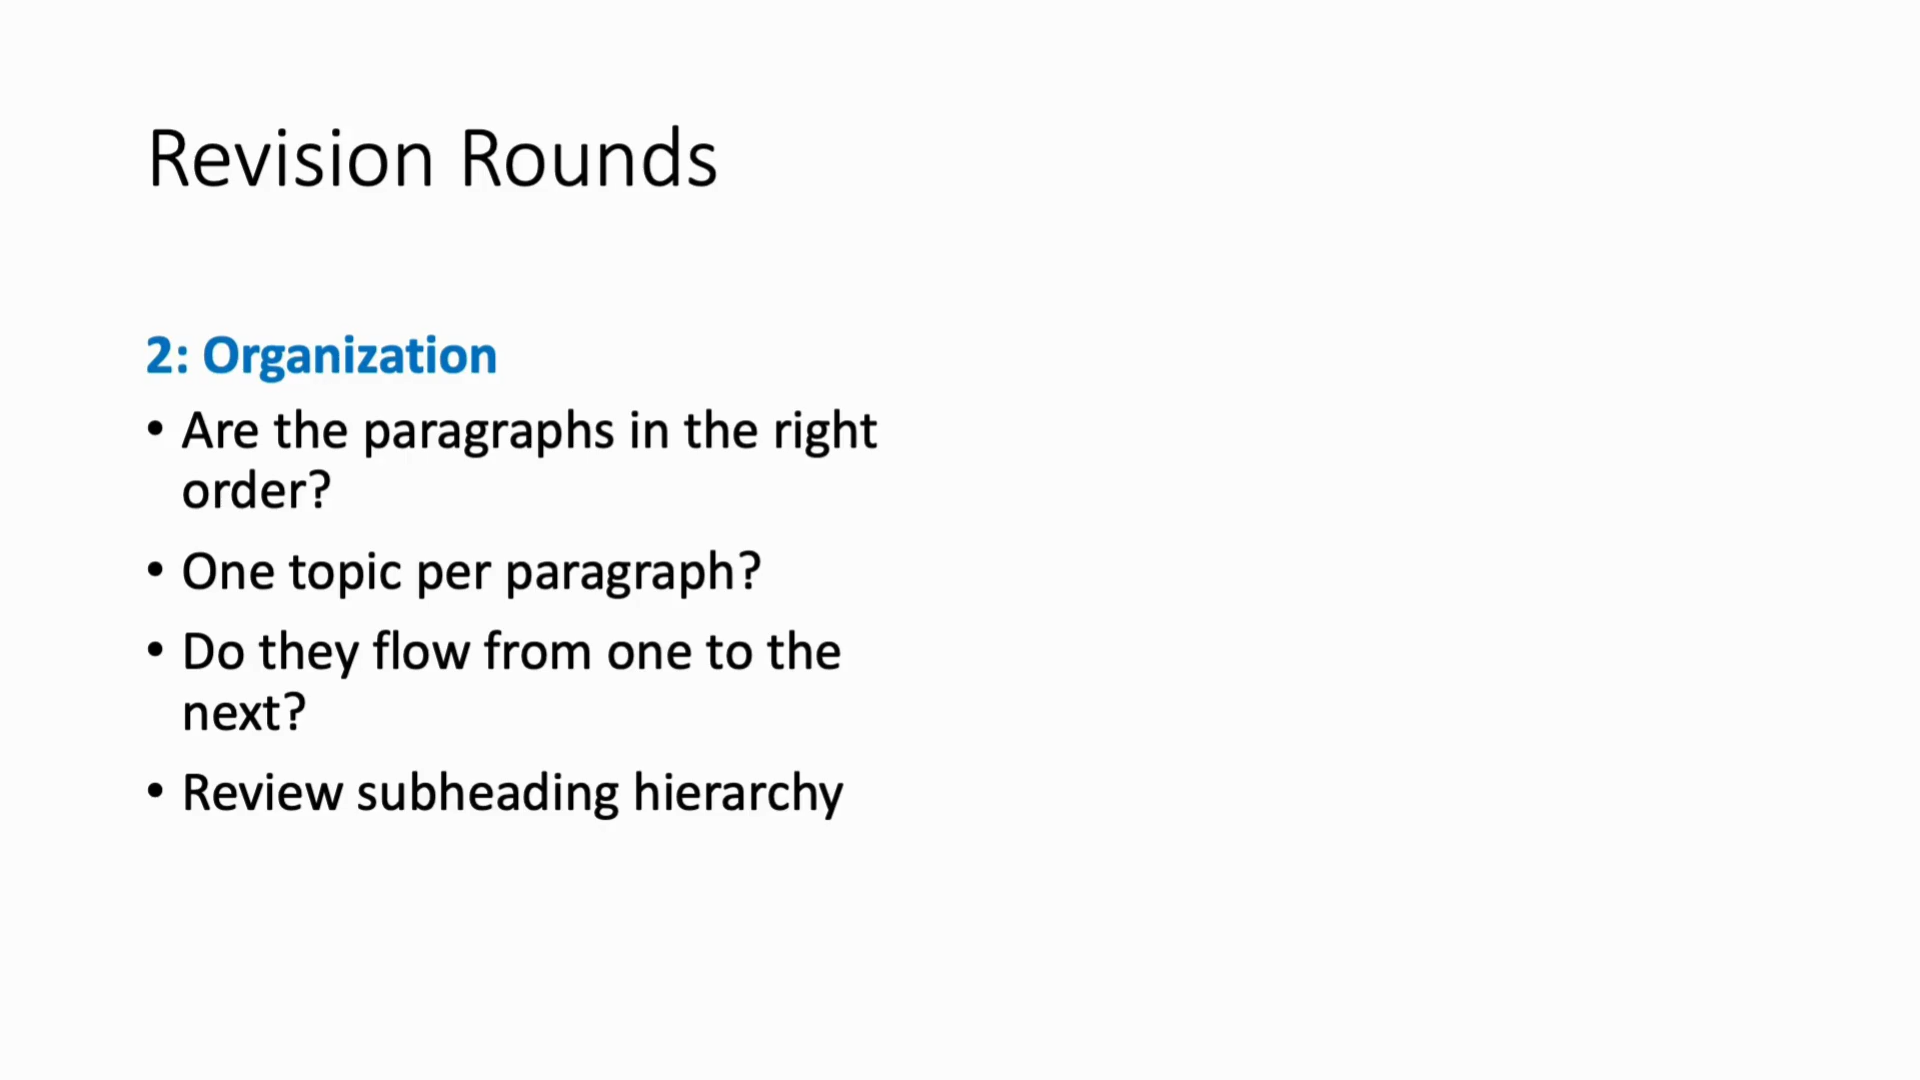 Revision Rounds
2: Organization
• Are the paragraphs in the right
order?
• One topic per paragraph?
• Do they flow from one to the
next?
• Review subheading hierarchy